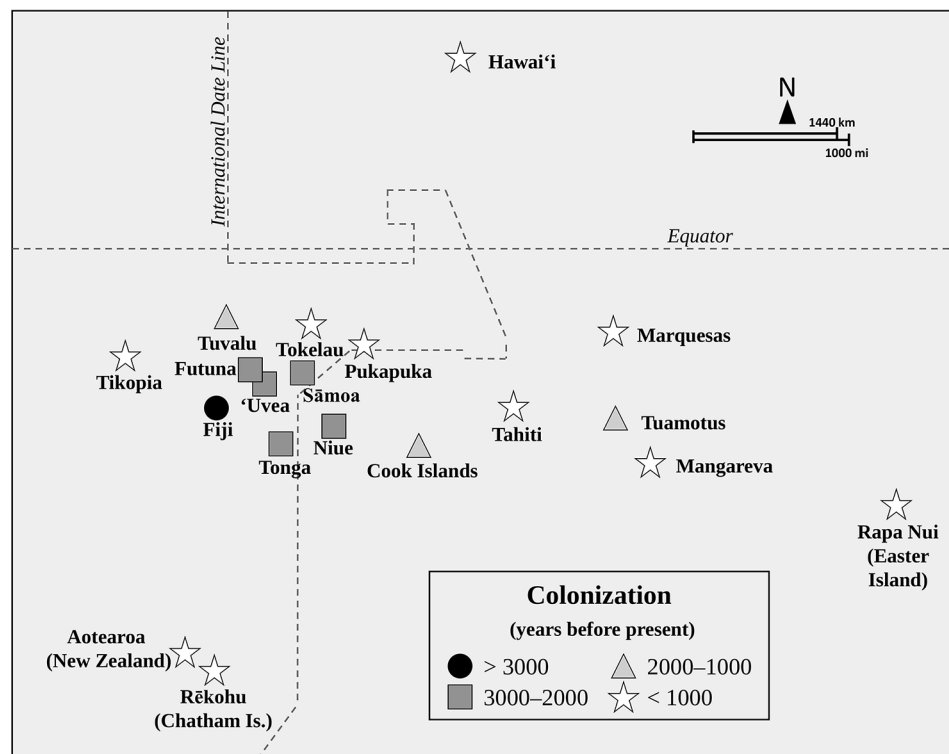 International Date Line
Hawaiʻi
N
1440 km
1000 mi
Equator
Tuvalu
Tokelau
Marquesas
Tikopia
Futuna
Pukapuka
ʻUvea
Sāmoa
Fiji
Niue
Tahiti
Tuamotus
Tonga
Cook Islands
Mangareva
Rapa Nui
(Easter
Island)
Colonization
(years before present)
> 3000
2000–1000
3000–2000
< 1000
Aotearoa
(New Zealand)
Rēkohu
(Chatham Is.)